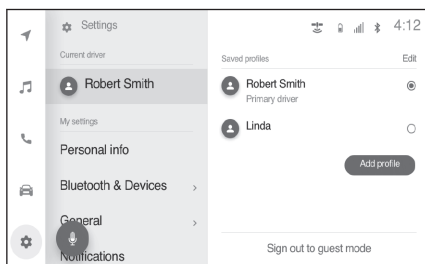 Settings
4:12
Current driver
Robert Smith
My settings
Personal info
Bluetooth & Devices
General
Notifications
Saved profiles
Edit
Robert Smith
Primary driver
Linda
Add profile
Sign out to guest mode